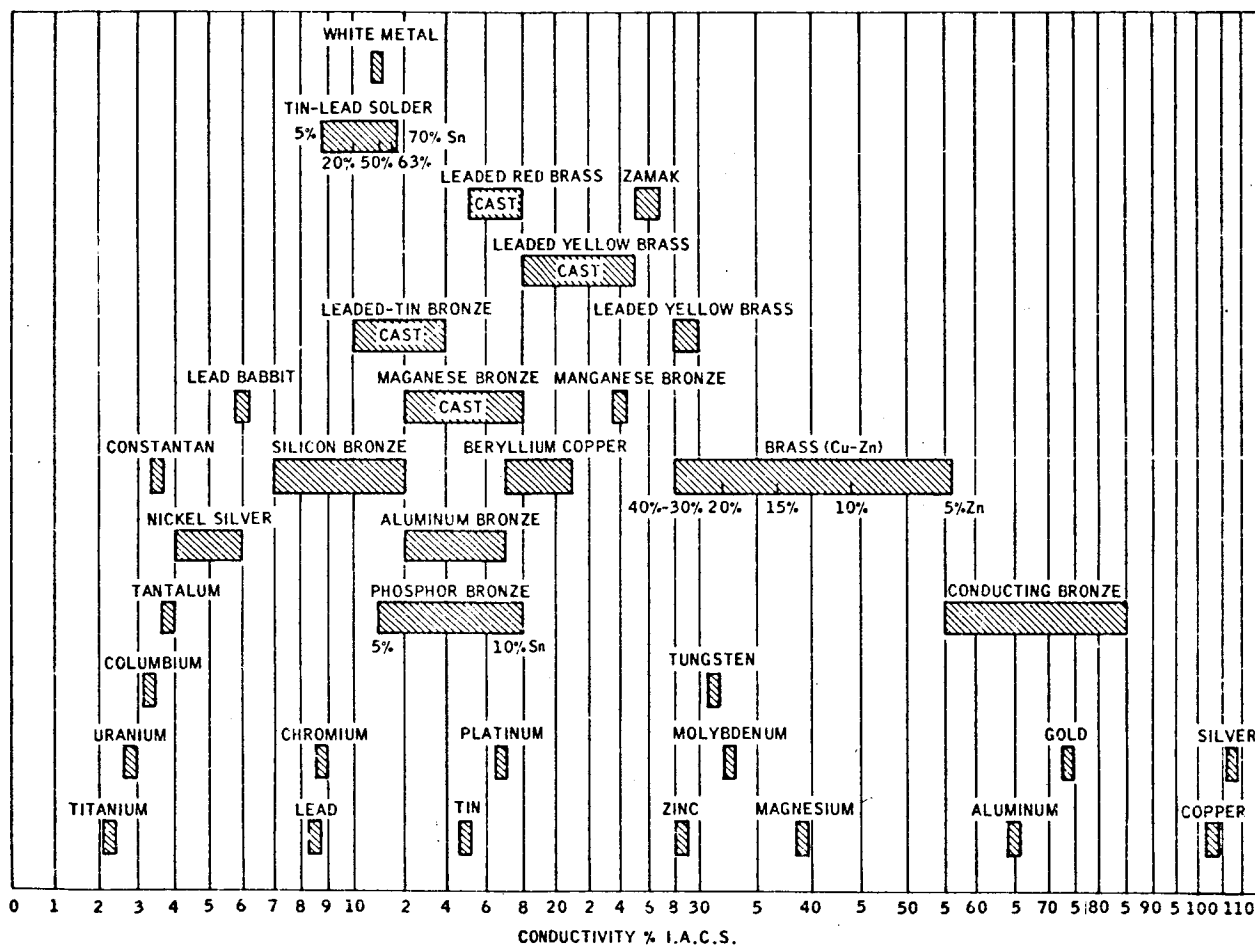 WHITE METAL
TIN-LEAD SOLDER
5% 70% Sn
20% 50% 63%
LEADED RED BRASS ZAMAK
CAST
LEADED YELLOW BRASS
CAST
LEADED-TIN BRONZE LEADED YELLOW BRASS
CAST
LEAD BABBIT MAGANESE BRONZE MANGANESE BRONZE
CAST
CONSTANTAN SILICON BRONZE BERYLLIUM COPPER BRASS (Cu-Zn)
40%-30% 20% 15% 10% 5%Zn
NICKEL SILVER ALUMINUM BRONZE
TANTALUM PHOSPHOR BRONZE CONDUCTING BRONZE
5% 10%Sn
COLUMBIUM TUNGSTEN
URANIUM CHROMIUM PLATINUM MOLYBDENUM GOLD SILVER
TITANIUM LEAD TIN ZINC MAGNESIUM ALUMINUM COPPER
0 1 2 3 4 5 6 7 8 9 10 2 4 6 8 20 2 4 6 8 30 5 40 5 50 5 60 5 70 5 80 5 90 5 100 5 110
CONDUCTIVITY % I.A.C.S.